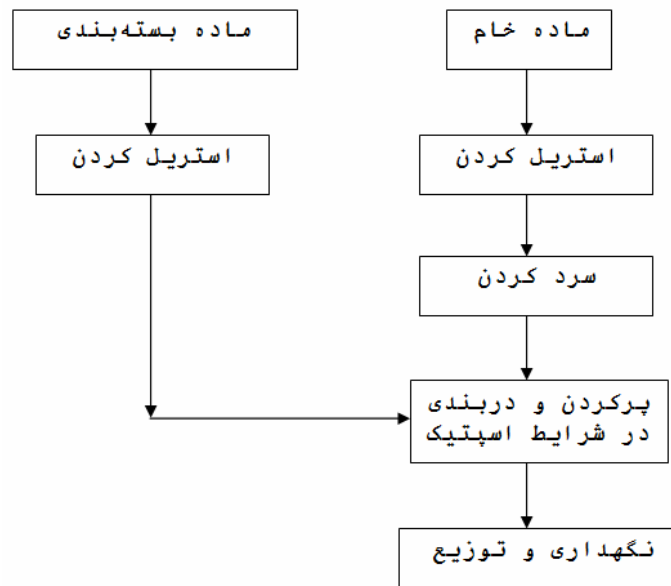 ماده خام
ماده بسته‌بندی
استریل کردن
استریل کردن
سرد کردن
پرکردن و دربندی
در شرایط اسپتیک
نگهداری و توزیع